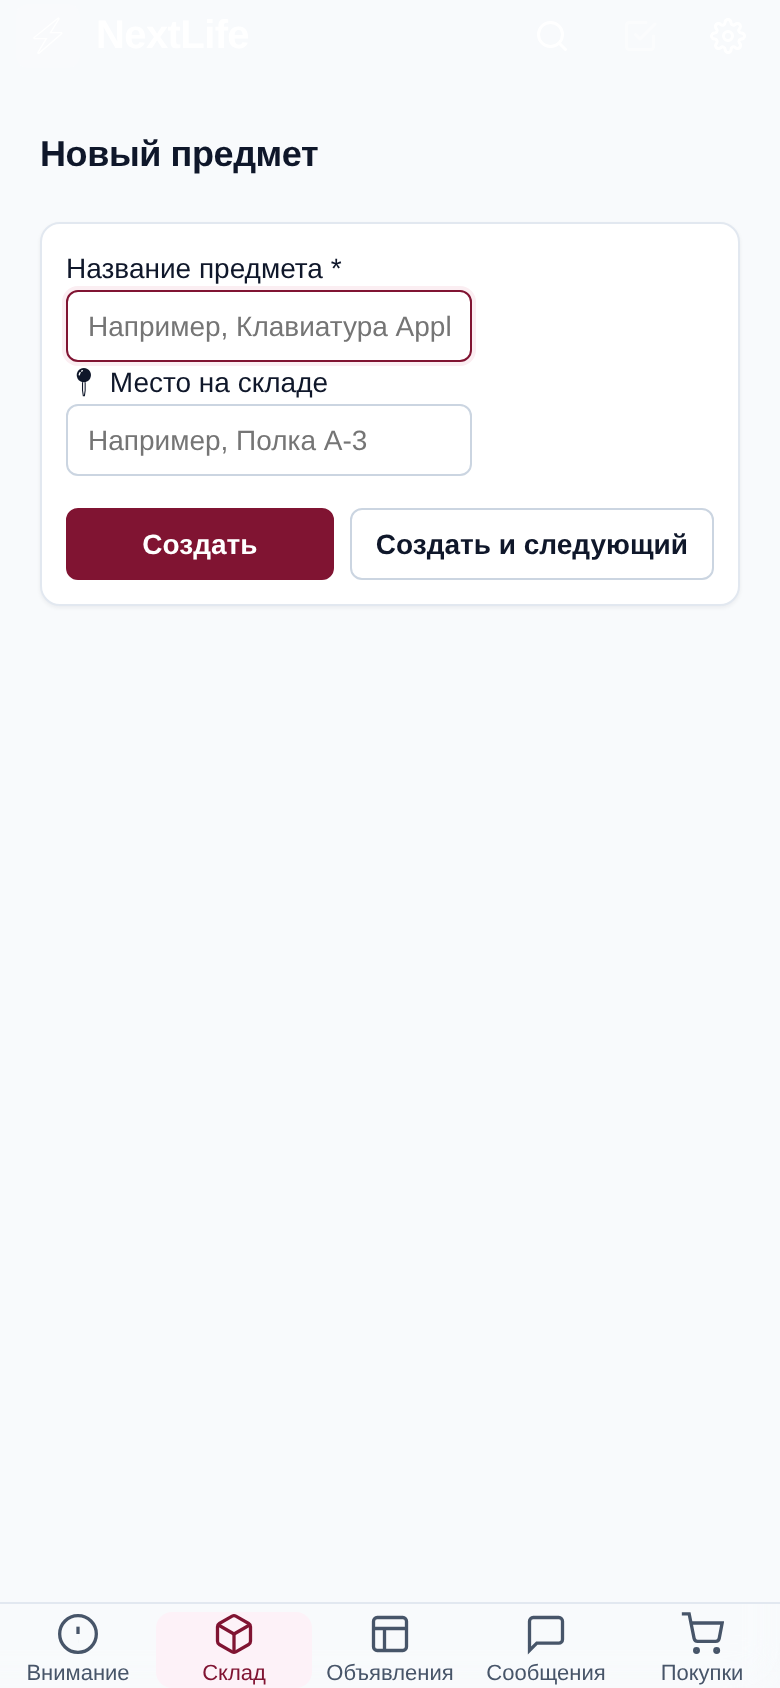 NextLife
Новый предмет
Название предмета *
Например, Клавиатура Appl
Место на складе
Например, Полка А-3
Создать
Создать и следующий
Внимание
Склад
Объявления
Сообщения
Покупки